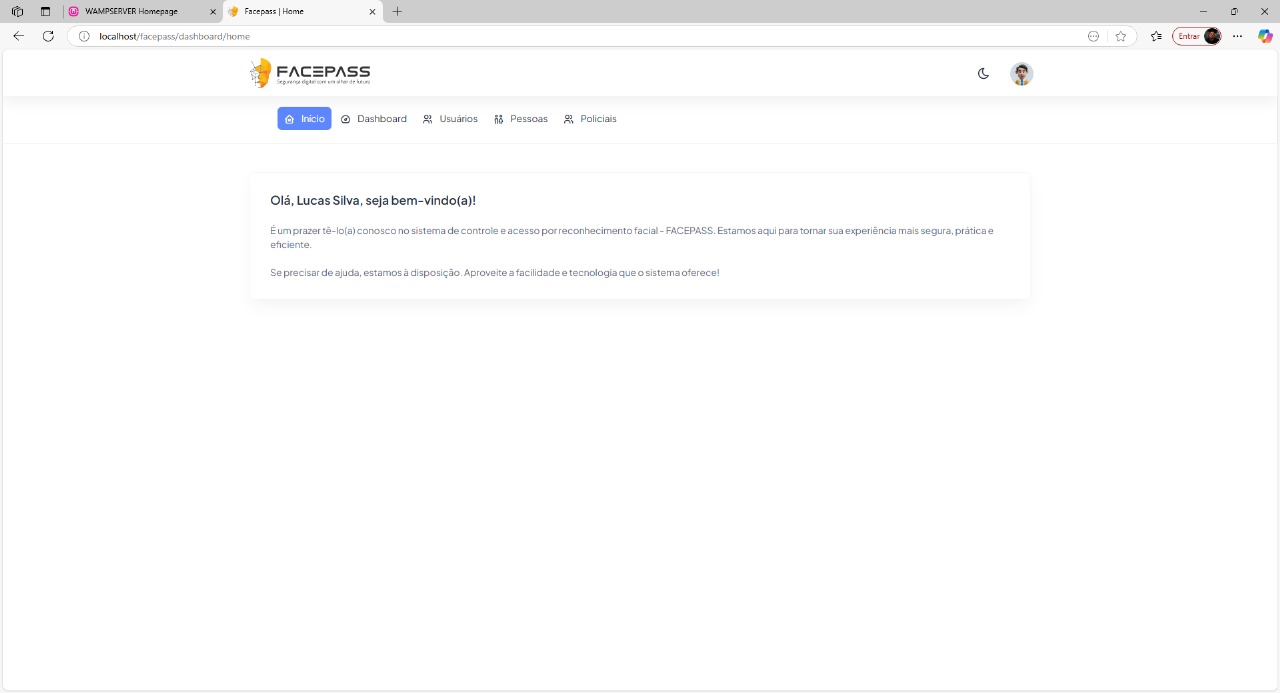 WAMPSERVER Homepage
Facepass | Home
localhost/facepass/dashboard/home
Entrar
FACEPASS
Segurança digital com um olhar de futuro
Início
Dashboard
Usuários
Pessoas
Policiais
Olá, Lucas Silva, seja bem-vindo(a)!
É um prazer tê-lo(a) conosco no sistema de controle e acesso por reconhecimento facial - FACEPASS. Estamos aqui para tornar sua experiência mais segura, prática e
eficiente.
Se precisar de ajuda, estamos à disposição. Aproveite a facilidade e tecnologia que o sistema oferece!